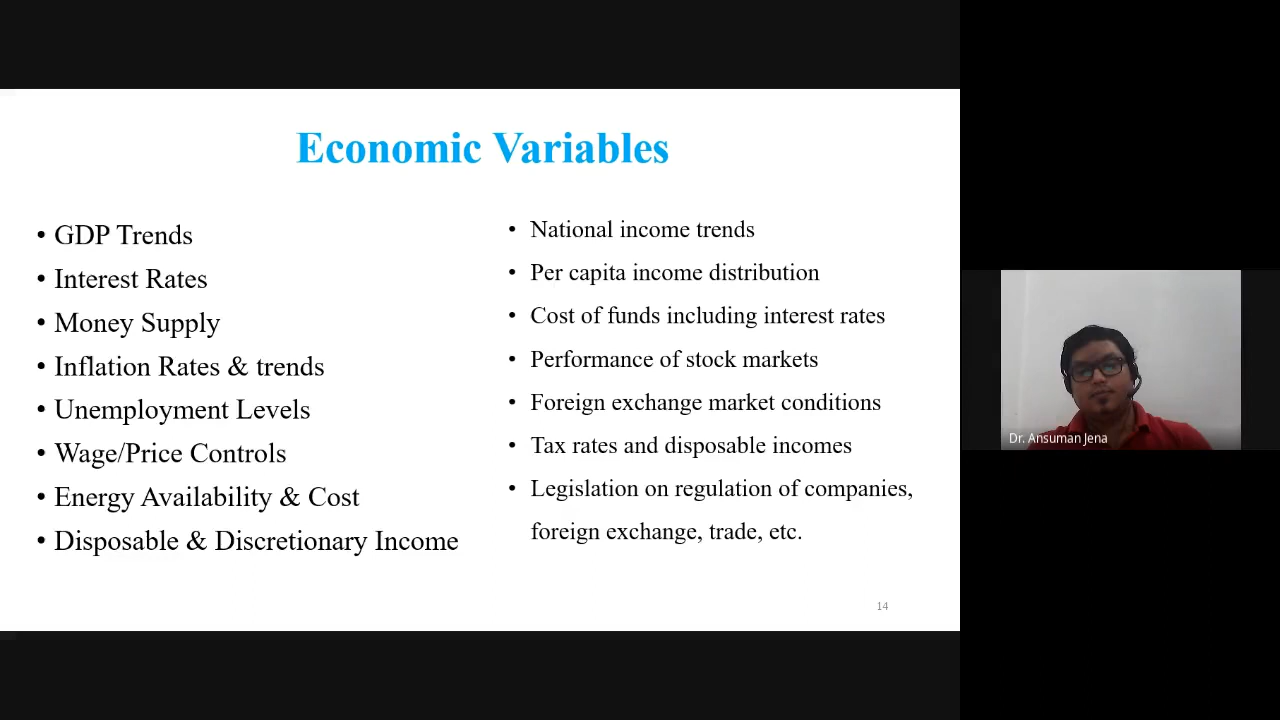 Economic Variables
• GDP Trends
• Interest Rates
• Money Supply
• Inflation Rates & trends
• Unemployment Levels
• Wage/Price Controls
• Energy Availability & Cost
• Disposable & Discretionary Income
• National income trends
• Per capita income distribution
• Cost of funds including interest rates
• Performance of stock markets
• Foreign exchange market conditions
• Tax rates and disposable incomes
• Legislation on regulation of companies,
foreign exchange, trade, etc.
14
Dr. Ansuman Jena